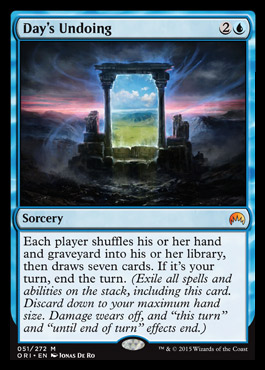 Day's Undoing
2
Sorcery
Each player shuffles his or her hand
and graveyard into his or her library,
then draws seven cards. If it's your
turn, end the turn. (Exile all spells and
abilities on the stack, including this card.
Discard down to your maximum hand
size. Damage wears off, and "this turn"
and "until end of turn" effects end.)
051/272 M
ORI • EN Jonas De Ro
™ & © 2015 Wizards of the Coast